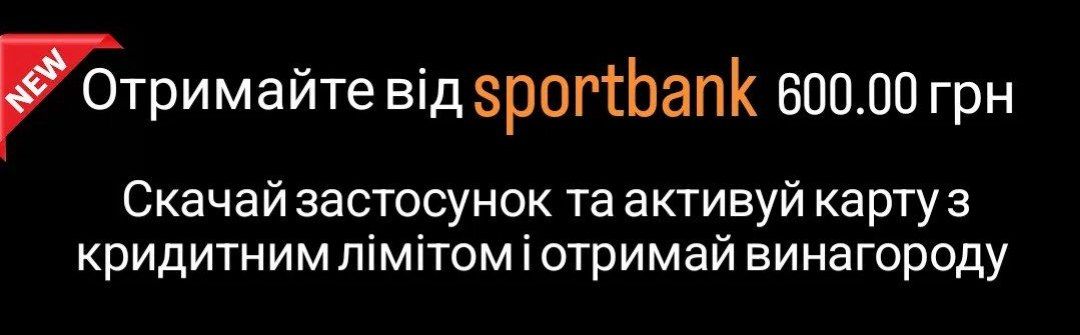 NEW
Отримайте від sportbank 600.00 грн
Скачай застосунок та активуй карту з
кридитним лімітом і отримай винагороду